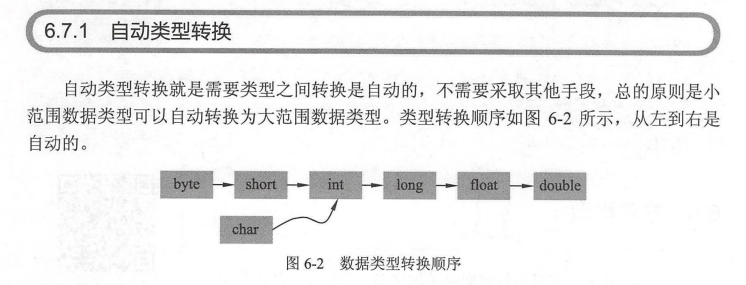 6.7.1 自动类型转换
自动类型转换就是需要类型之间转换是自动的，不需要采取其他手段，总的原则是小
范围数据类型可以自动转换为大范围数据类型。类型转换顺序如图 6-2 所示，从左到右是
自动的。
byte short int long float double
char
图 6-2 数据类型转换顺序